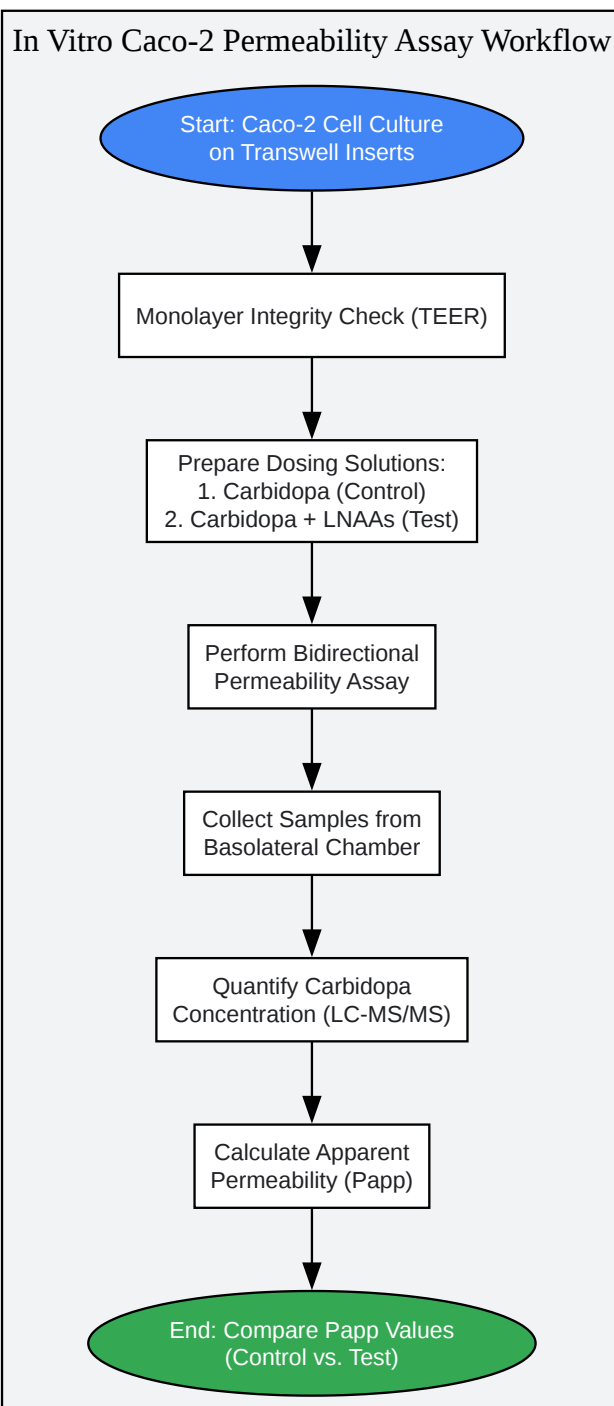 In Vitro Caco-2 Permeability Assay Workflow
Start: Caco-2 Cell Culture
on Transwell Inserts
Monolayer Integrity Check (TEER)
Prepare Dosing Solutions:
1. Carbidopa (Control)
2. Carbidopa + LNAAs (Test)
Perform Bidirectional
Permeability Assay
Collect Samples from
Basolateral Chamber
Quantify Carbidopa
Concentration (LC-MS/MS)
Calculate Apparent
Permeability (Papp)
End: Compare Papp Values
(Control vs. Test)